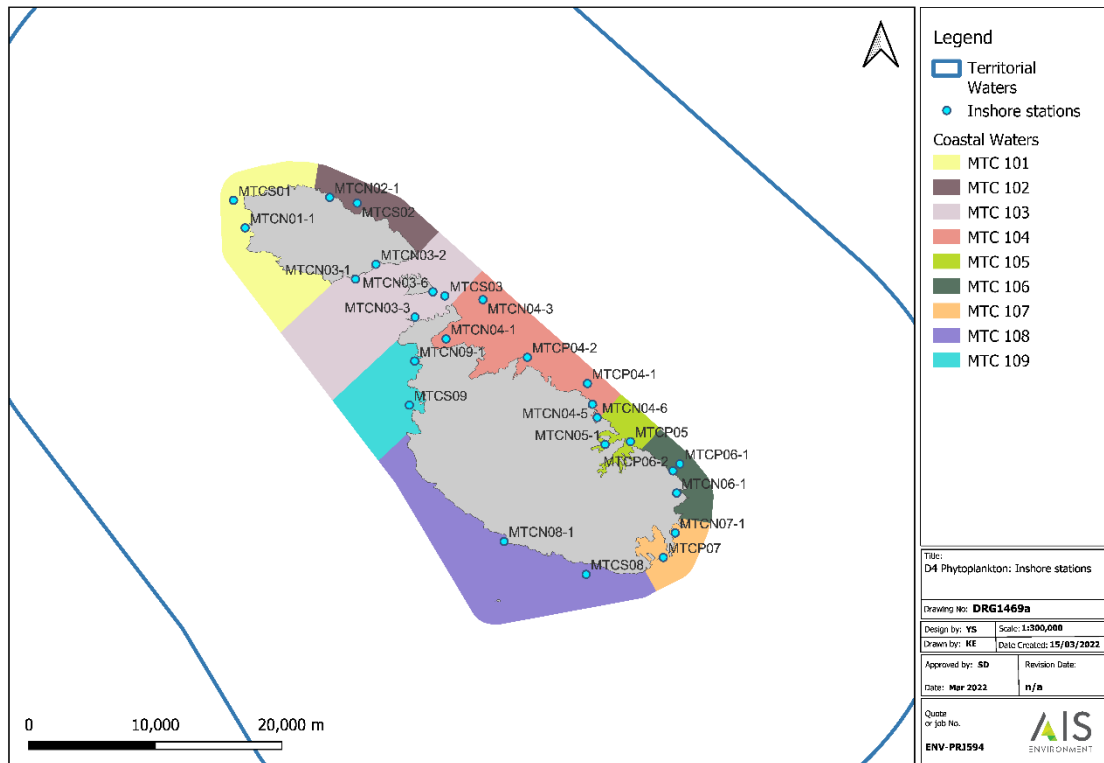 MTCS01
MTCN02-1
MTCS02
MTCN01-1
MTCN03-2
MTCN03-1
MTCN03-6
MTCS03
MTCN03-3
MTCN04-3
MTCN04-1
MTCN09-1
MTCP04-2
MTCP04-1
MTCS09
MTCN04-6
MTCN04-5
MTCN05-1
MTCP05
MTCP06-2
MTCP06-1
MTCN06-1
MTCN07-1
MTCN08-1
MTCP07
MTCS08
0 10,000 20,000 m
Legend
Territorial
Waters
Inshore stations
Coastal Waters
MTC 101
MTC 102
MTC 103
MTC 104
MTC 105
MTC 106
MTC 107
MTC 108
MTC 109
Title:
D4 Phytoplankton: Inshore stations
Drawing No: DRG1469a
Design by: YS Scale: 1:300,000
Drawn by: KE Date Created: 15/03/2022
Approved by: SD Revision Date:
Date: Mar 2022 n/a
Quote
or job No.
ENV-PRJ594
AIS
ENVIRONMENT